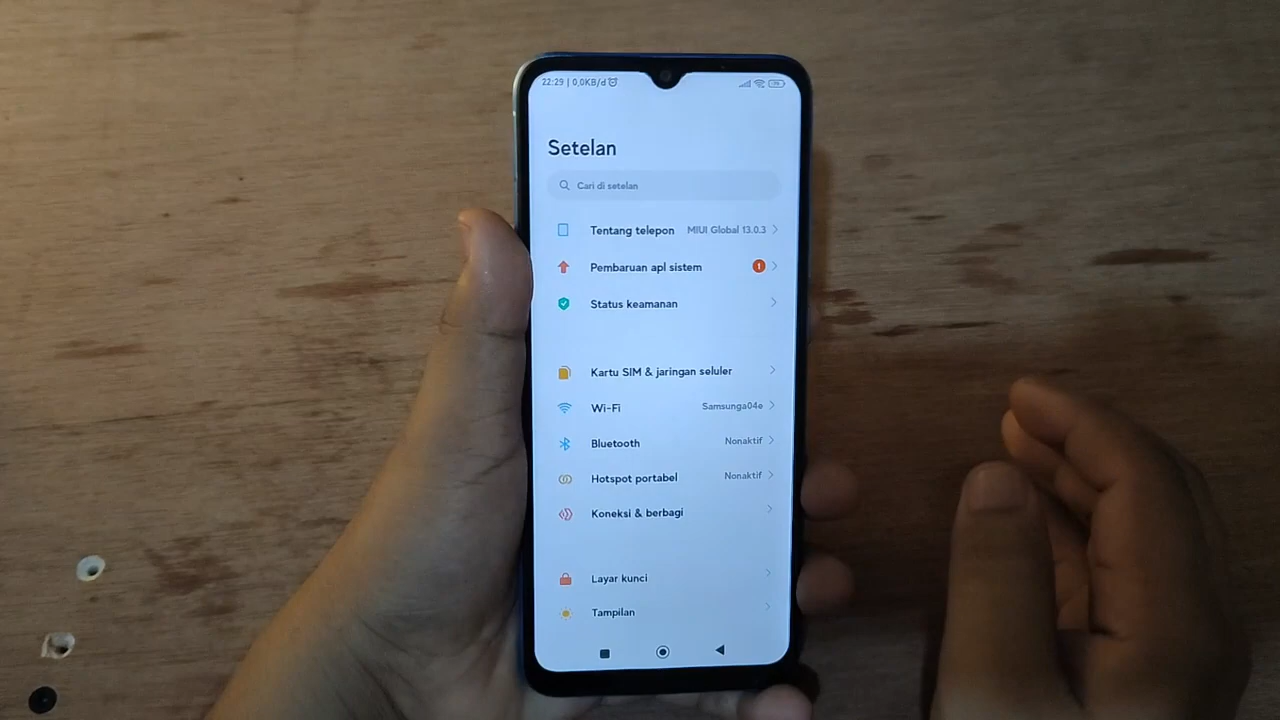 22:29 | 0,0KB/d
Setelan
Cari di setelan
Tentang telepon MIUI Global 13.0.3
Pembaruan apl sistem 1
Status keamanan
Kartu SIM & jaringan seluler
Wi-Fi Samsunga04e
Bluetooth Nonaktif
Hotspot portabel Nonaktif
Koneksi & berbagi
Layar kunci
Tampilan